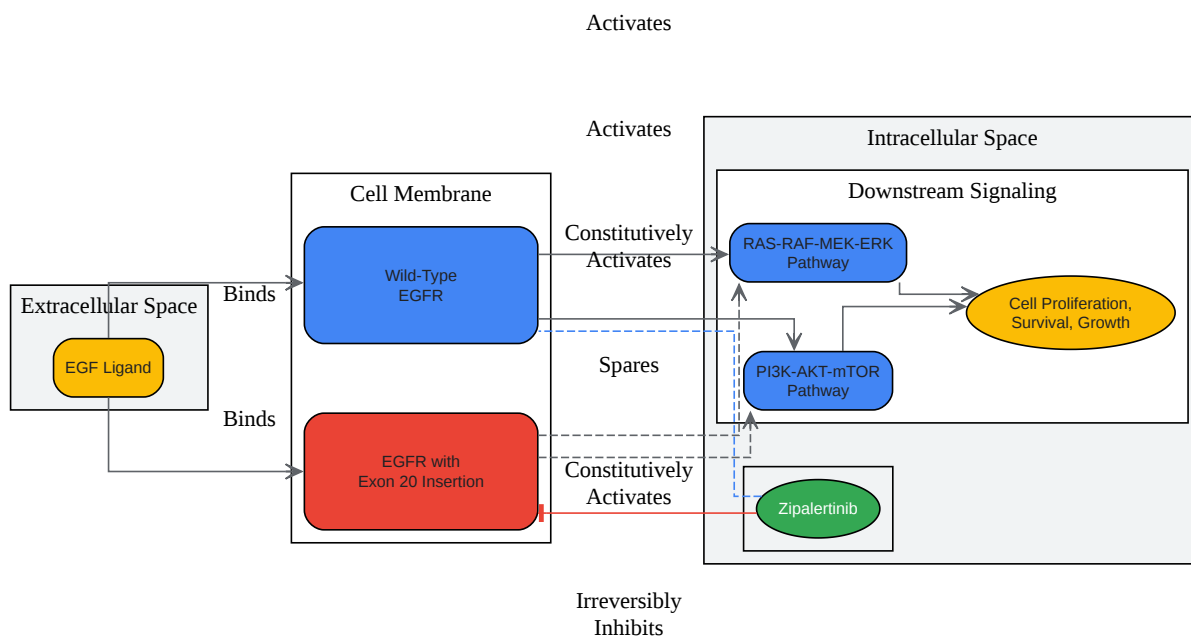 Activates
Activates
Intracellular Space
Cell Membrane
Downstream Signaling
Constitutively
Activates
RAS-RAF-MEK-ERK
Pathway
Wild-Type
EGFR
Binds
Extracellular Space
Cell Proliferation,
Survival, Growth
EGF Ligand
Spares
PI3K-AKT-mTOR
Pathway
Binds
EGFR with
Exon 20 Insertion
Constitutively
Activates
Zipalertinib
Irreversibly
Inhibits